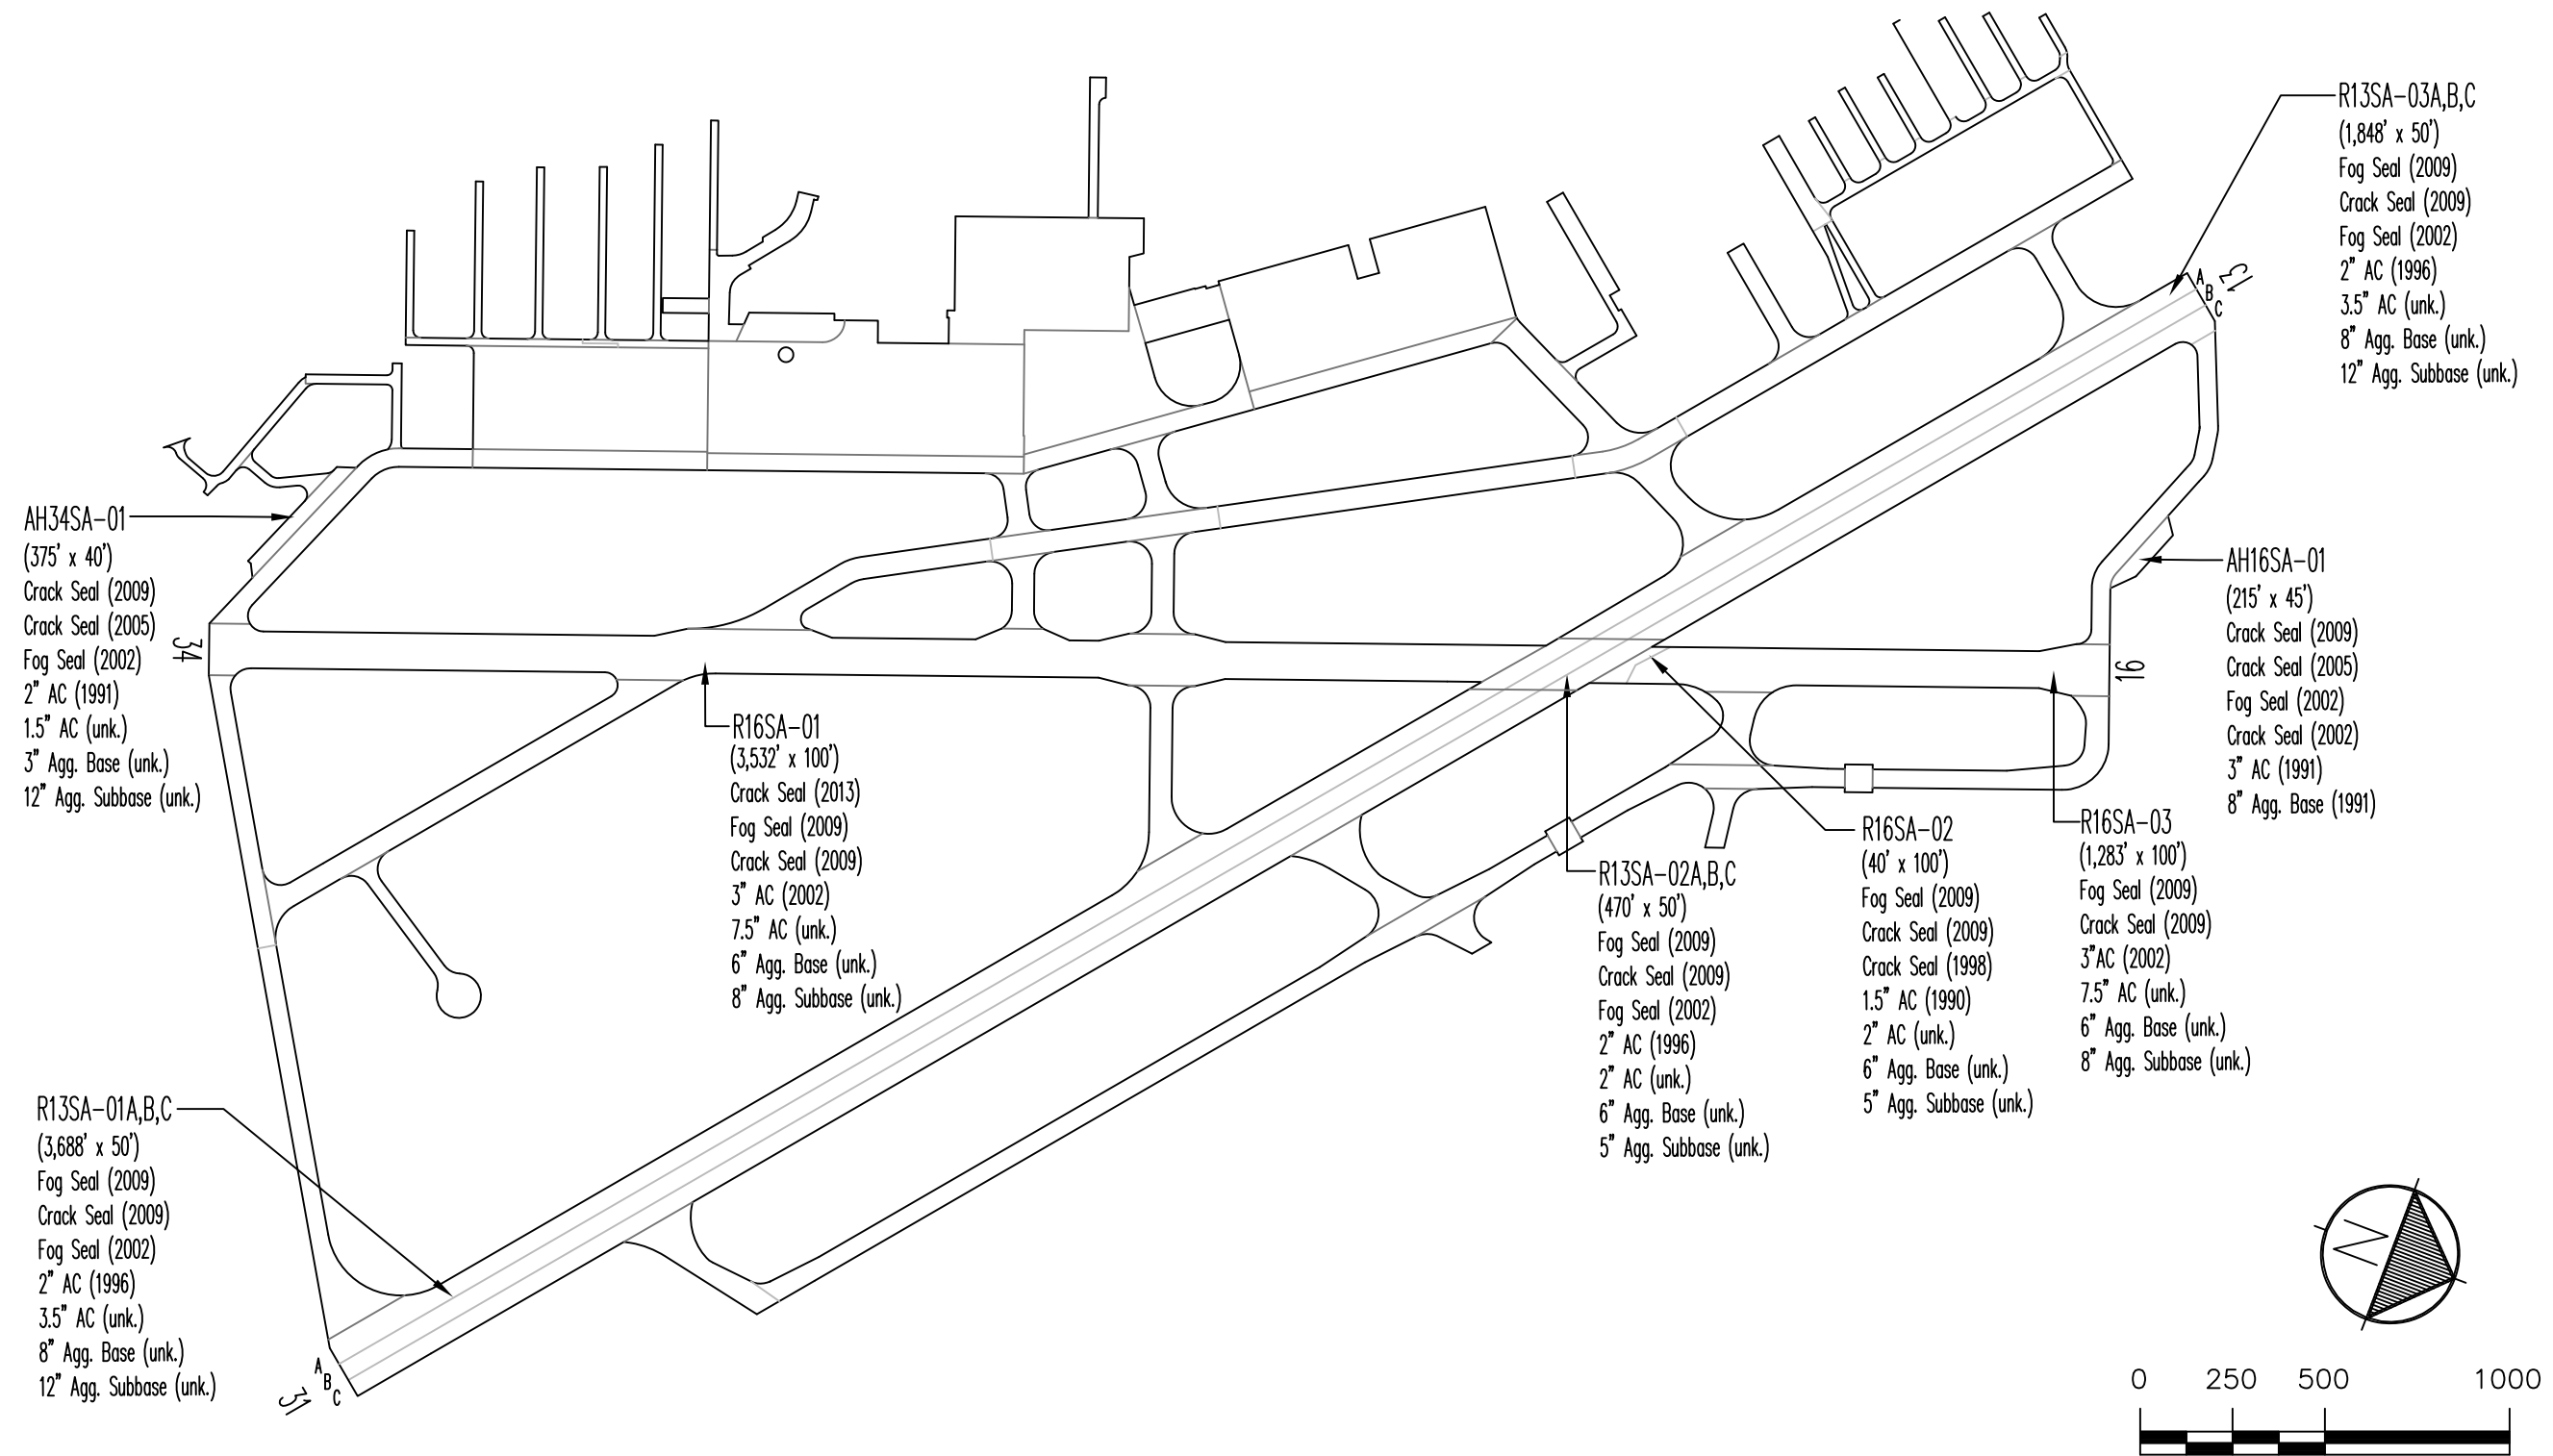 R13SA-03A,B,C
(1,848' x 50')
Fog Seal (2009)
Crack Seal (2009)
Fog Seal (2002)
2" AC (1996)
3.5" AC (unk.)
8" Agg. Base (unk.)
12" Agg. Subbase (unk.)
13
A
B
C
AH34SA-01
(375' x 40')
Crack Seal (2009)
Crack Seal (2005)
Fog Seal (2002)
2" AC (1991)
1.5" AC (unk.)
3" Agg. Base (unk.)
12" Agg. Subbase (unk.)
34
AH16SA-01
(215' x 45')
Crack Seal (2009)
Crack Seal (2005)
Fog Seal (2002)
Crack Seal (2002)
3" AC (1991)
8" Agg. Base (1991)
16
R16SA-01
(3,532' x 100')
Crack Seal (2013)
Fog Seal (2009)
Crack Seal (2009)
3" AC (2002)
7.5" AC (unk.)
6" Agg. Base (unk.)
8" Agg. Subbase (unk.)
R13SA-02A,B,C
(470' x 50')
Fog Seal (2009)
Crack Seal (2009)
Fog Seal (2002)
2" AC (1996)
2" AC (unk.)
6" Agg. Base (unk.)
5" Agg. Subbase (unk.)
R16SA-02
(40' x 100')
Fog Seal (2009)
Crack Seal (2009)
Crack Seal (1998)
1.5" AC (1990)
2" AC (unk.)
6" Agg. Base (unk.)
5" Agg. Subbase (unk.)
R16SA-03
(1,283' x 100')
Fog Seal (2009)
Crack Seal (2009)
3"AC (2002)
7.5" AC (unk.)
6" Agg. Base (unk.)
8" Agg. Subbase (unk.)
R13SA-01A,B,C
(3,688' x 50')
Fog Seal (2009)
Crack Seal (2009)
Fog Seal (2002)
2" AC (1996)
3.5" AC (unk.)
8" Agg. Base (unk.)
12" Agg. Subbase (unk.)
A
B
C
31
N
0 250 500 1000